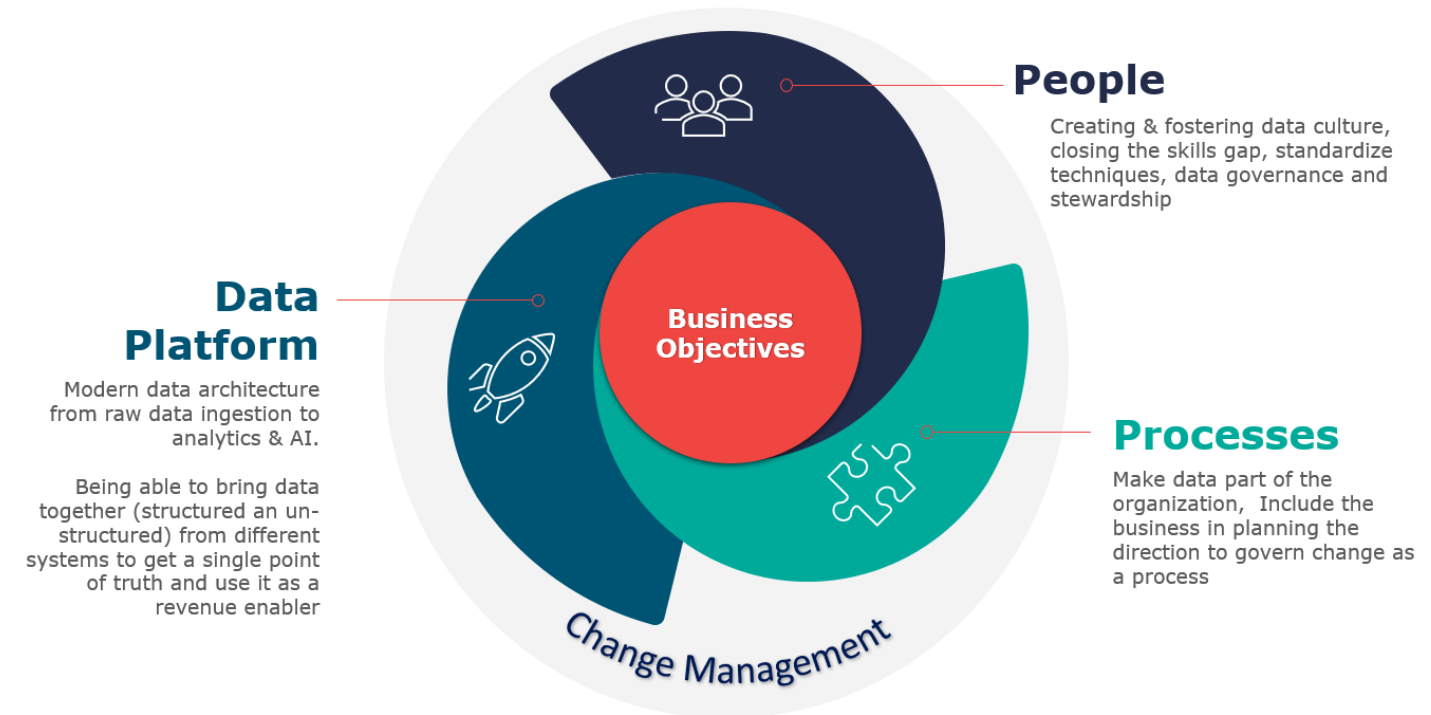 People
Creating & fostering data culture,
closing the skills gap, standardize
techniques, data governance and
stewardship
Data
Platform
Modern data architecture
from raw data ingestion to
analytics & AI.
Being able to bring data
together (structured an un-
structured) from different
systems to get a single point
of truth and use it as a
revenue enabler
Business
Objectives
Processes
Make data part of the
organization,  Include the
business in planning the
direction to govern change as
a process
Change Management